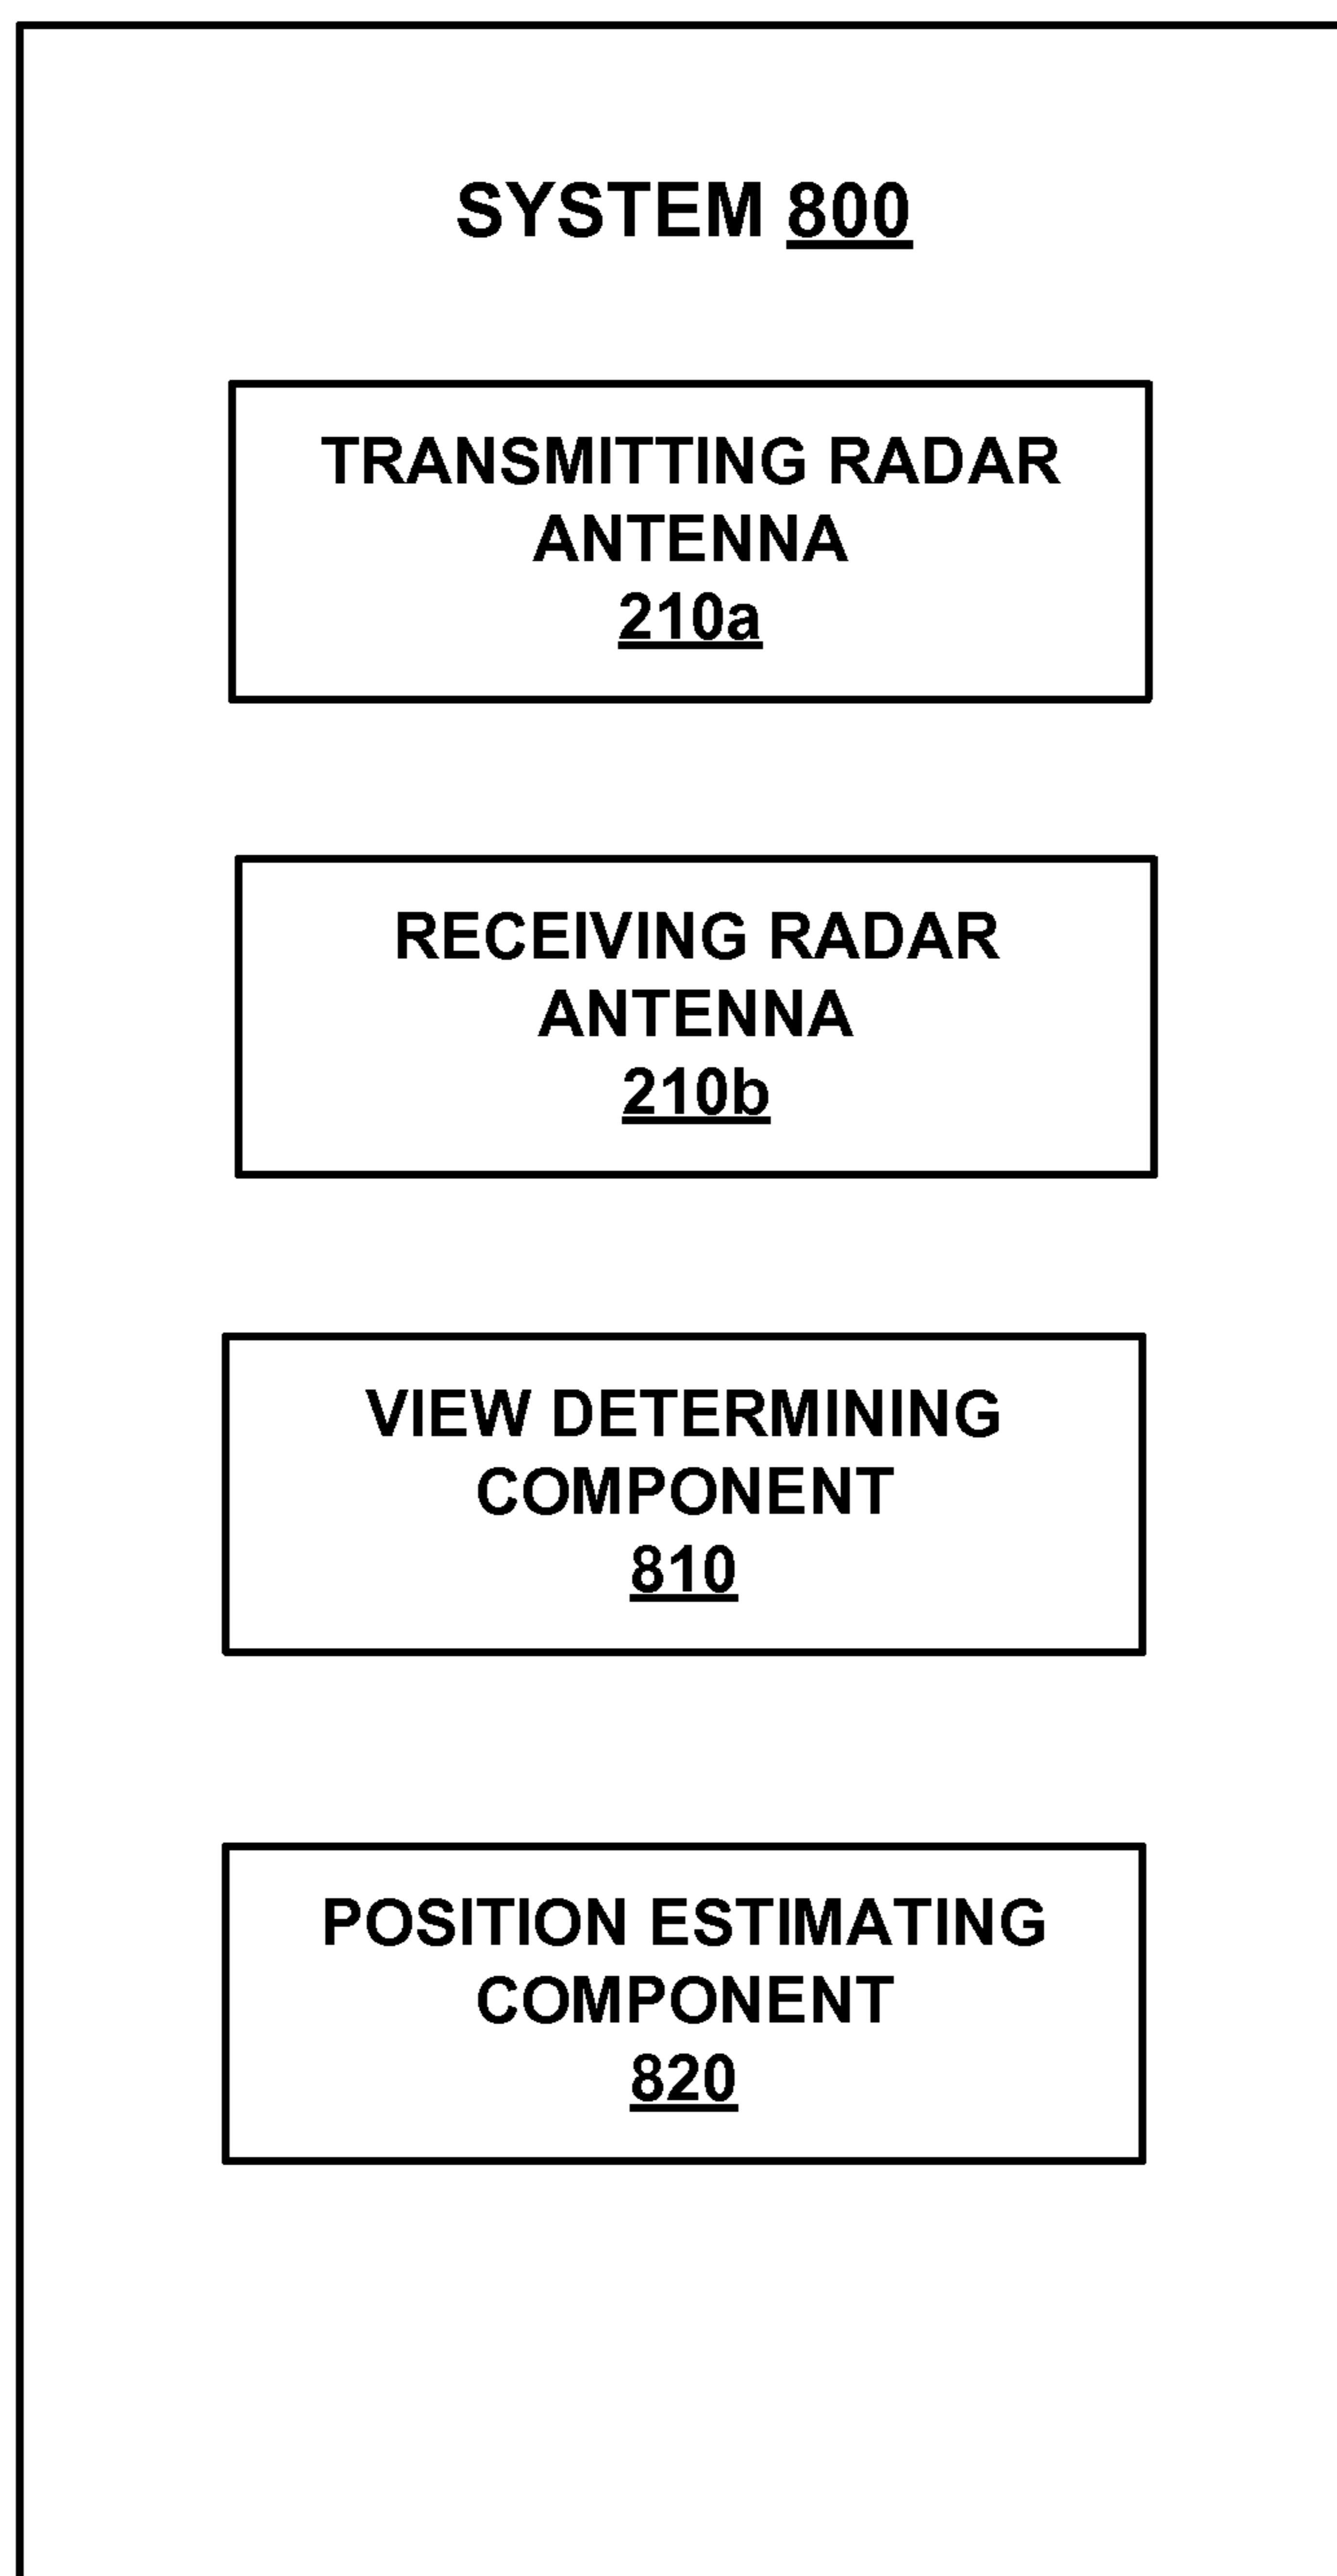 SYSTEM 800
TRANSMITTING RADAR
ANTENNA
210a
RECEIVING RADAR
ANTENNA
210b
VIEW DETERMINING
COMPONENT
810
POSITION ESTIMATING
COMPONENT
820